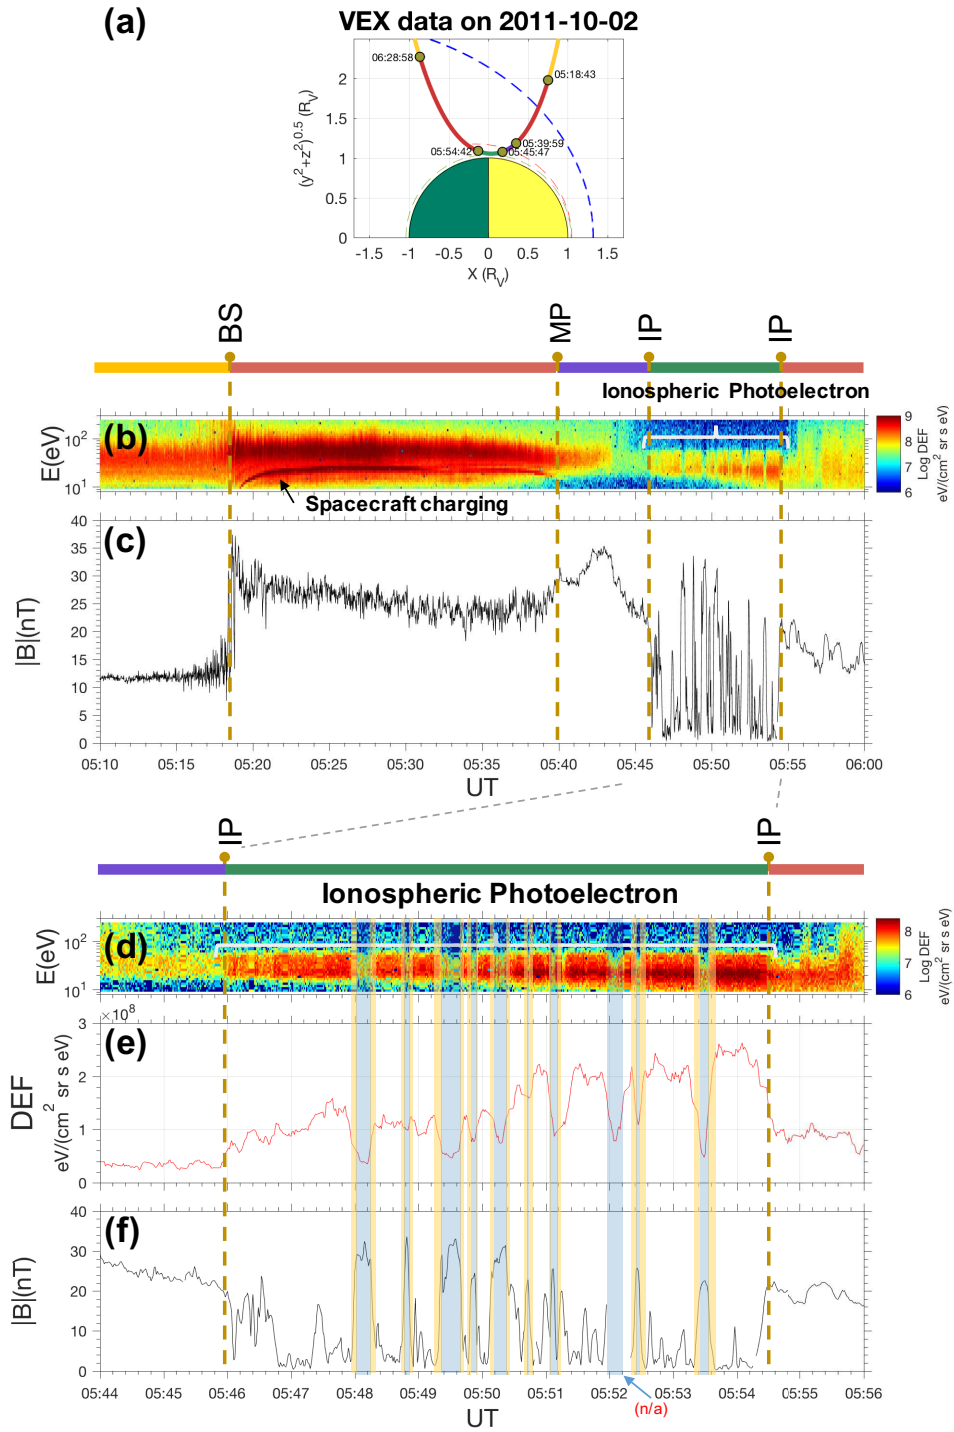 (a)
VEX data on 2011-10-02
(y²+z²)^0.5 (R_V)
2
1.5
1
0.5
0
06:28:58
05:18:43
05:39:59
05:54:42
05:45:47
-1.5 -1 -0.5 0 0.5 1 1.5
X (R_V)
BS
MP
IP
IP
Ionospheric Photoelectron
(b)
E(eV)
10²
10¹
Spacecraft charging
9
8
7
6
Log DEF
eV/(cm² sr s eV)
(c)
|B|(nT)
40
35
30
25
20
15
10
5
0
05:10 05:15 05:20 05:25 05:30 05:35 05:40 05:45 05:50 05:55 06:00
UT
IP
IP
Ionospheric Photoelectron
(d)
E(eV)
10²
10¹
8
7
6
Log DEF
eV/(cm² sr s eV)
×10⁸
(e)
DEF
eV/(cm² sr s eV)
3
2
1
0
(f)
|B|(nT)
40
30
20
10
0
05:44 05:45 05:46 05:47 05:48 05:49 05:50 05:51 05:52 05:53 05:54 05:55 05:56
(n/a)
UT